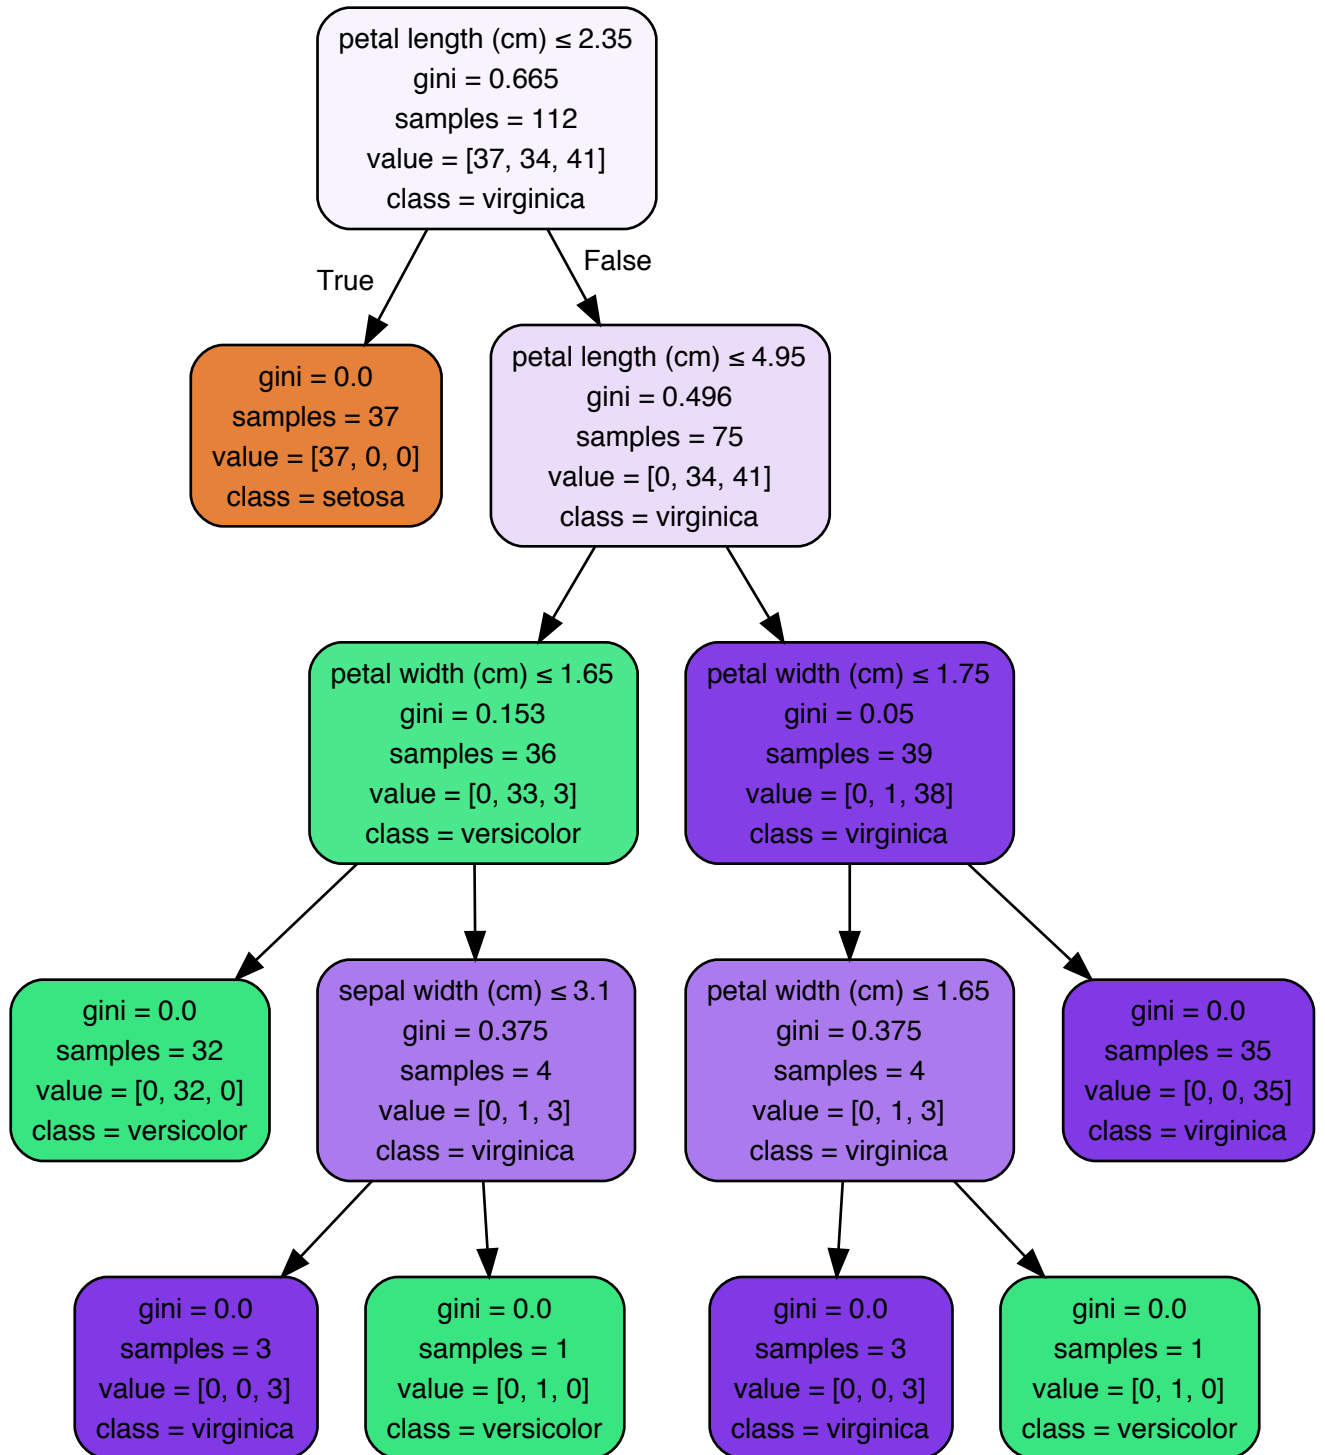 petal length (cm) ≤ 2.35
gini = 0.665
samples = 112
value = [37, 34, 41]
class = virginica
True
False
gini = 0.0
samples = 37
value = [37, 0, 0]
class = setosa
petal length (cm) ≤ 4.95
gini = 0.496
samples = 75
value = [0, 34, 41]
class = virginica
petal width (cm) ≤ 1.65
gini = 0.153
samples = 36
value = [0, 33, 3]
class = versicolor
petal width (cm) ≤ 1.75
gini = 0.05
samples = 39
value = [0, 1, 38]
class = virginica
gini = 0.0
samples = 32
value = [0, 32, 0]
class = versicolor
sepal width (cm) ≤ 3.1
gini = 0.375
samples = 4
value = [0, 1, 3]
class = virginica
petal width (cm) ≤ 1.65
gini = 0.375
samples = 4
value = [0, 1, 3]
class = virginica
gini = 0.0
samples = 35
value = [0, 0, 35]
class = virginica
gini = 0.0
samples = 3
value = [0, 0, 3]
class = virginica
gini = 0.0
samples = 1
value = [0, 1, 0]
class = versicolor
gini = 0.0
samples = 3
value = [0, 0, 3]
class = virginica
gini = 0.0
samples = 1
value = [0, 1, 0]
class = versicolor